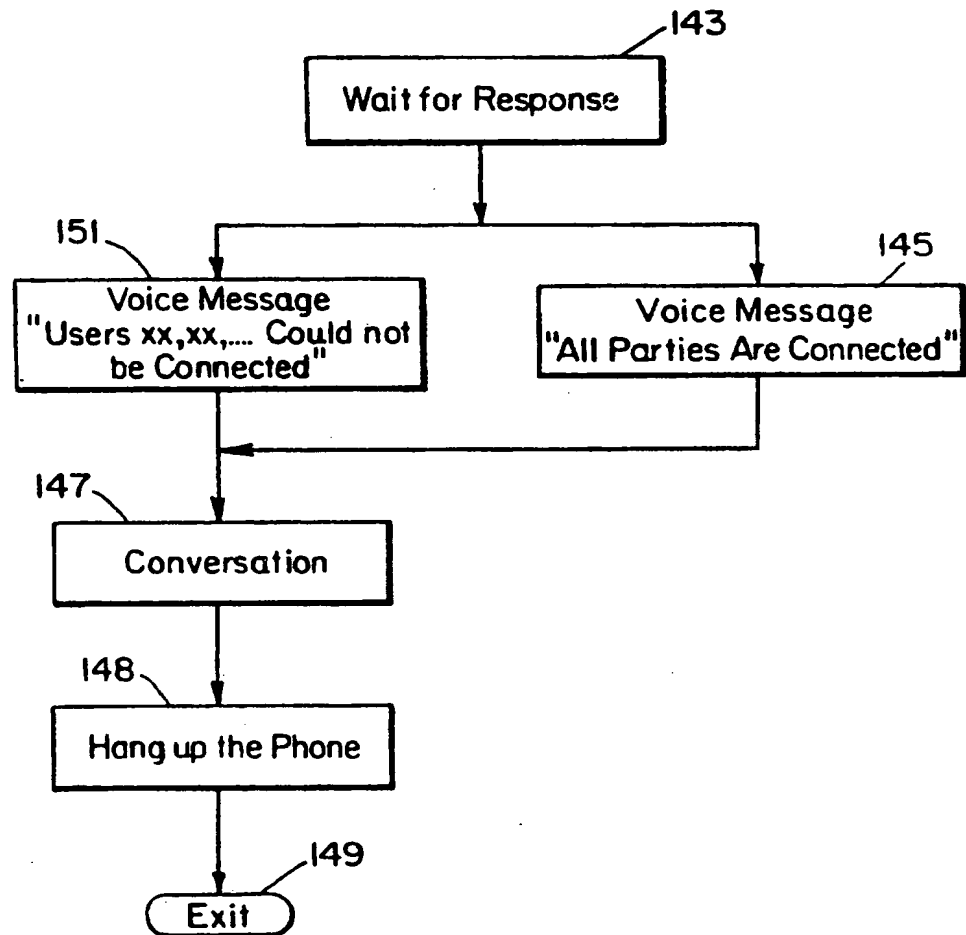 143
Wait for Response
151
145
Voice Message
"Users xx,xx,.... Could not
be Connected"
Voice Message
"All Parties Are Connected"
147
Conversation
148
Hang up the Phone
149
Exit